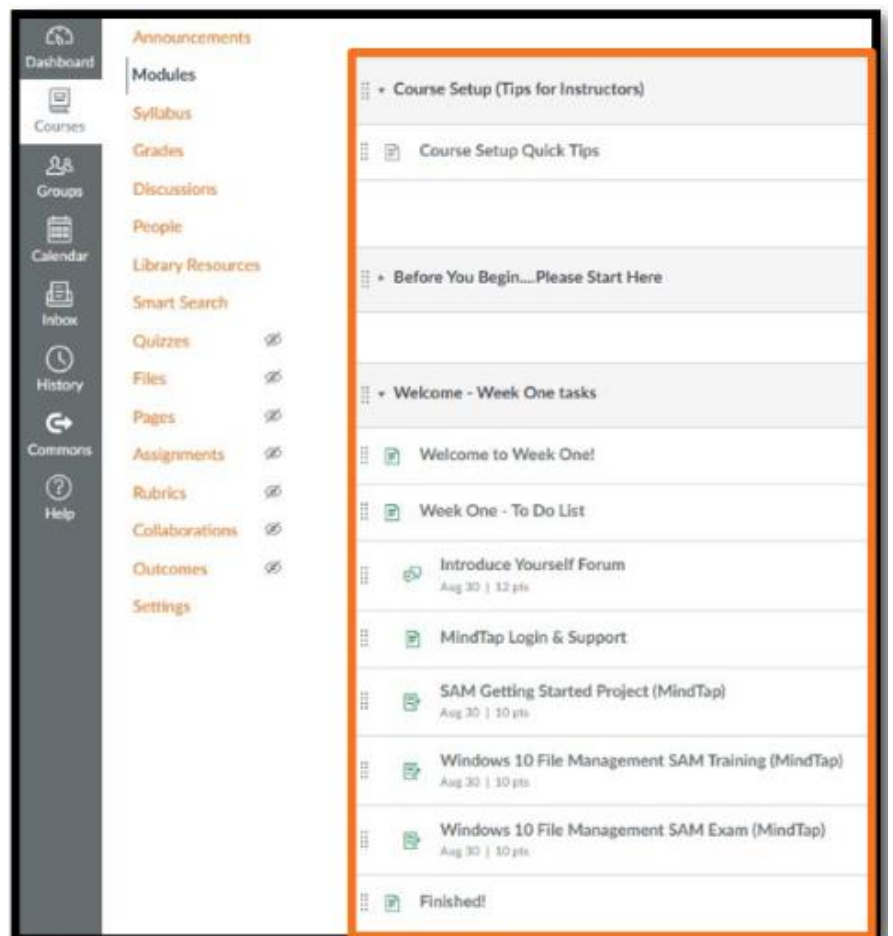 Dashboard
Courses
Groups
Calendar
Inbox
History
Commons
Help
Announcements
Modules
Syllabus
Grades
Discussions
People
Library Resources
Smart Search
Quizzes
Files
Pages
Assignments
Rubrics
Collaborations
Outcomes
Settings
Course Setup (Tips for Instructors)
Course Setup Quick Tips
Before You Begin....Please Start Here
Welcome - Week One tasks
Welcome to Week One!
Week One - To Do List
Introduce Yourself Forum
Aug 30 | 12 pts
MindTap Login & Support
SAM Getting Started Project (MindTap)
Aug 30 | 10 pts
Windows 10 File Management SAM Training (MindTap)
Aug 30 | 10 pts
Windows 10 File Management SAM Exam (MindTap)
Aug 30 | 10 pts
Finished!